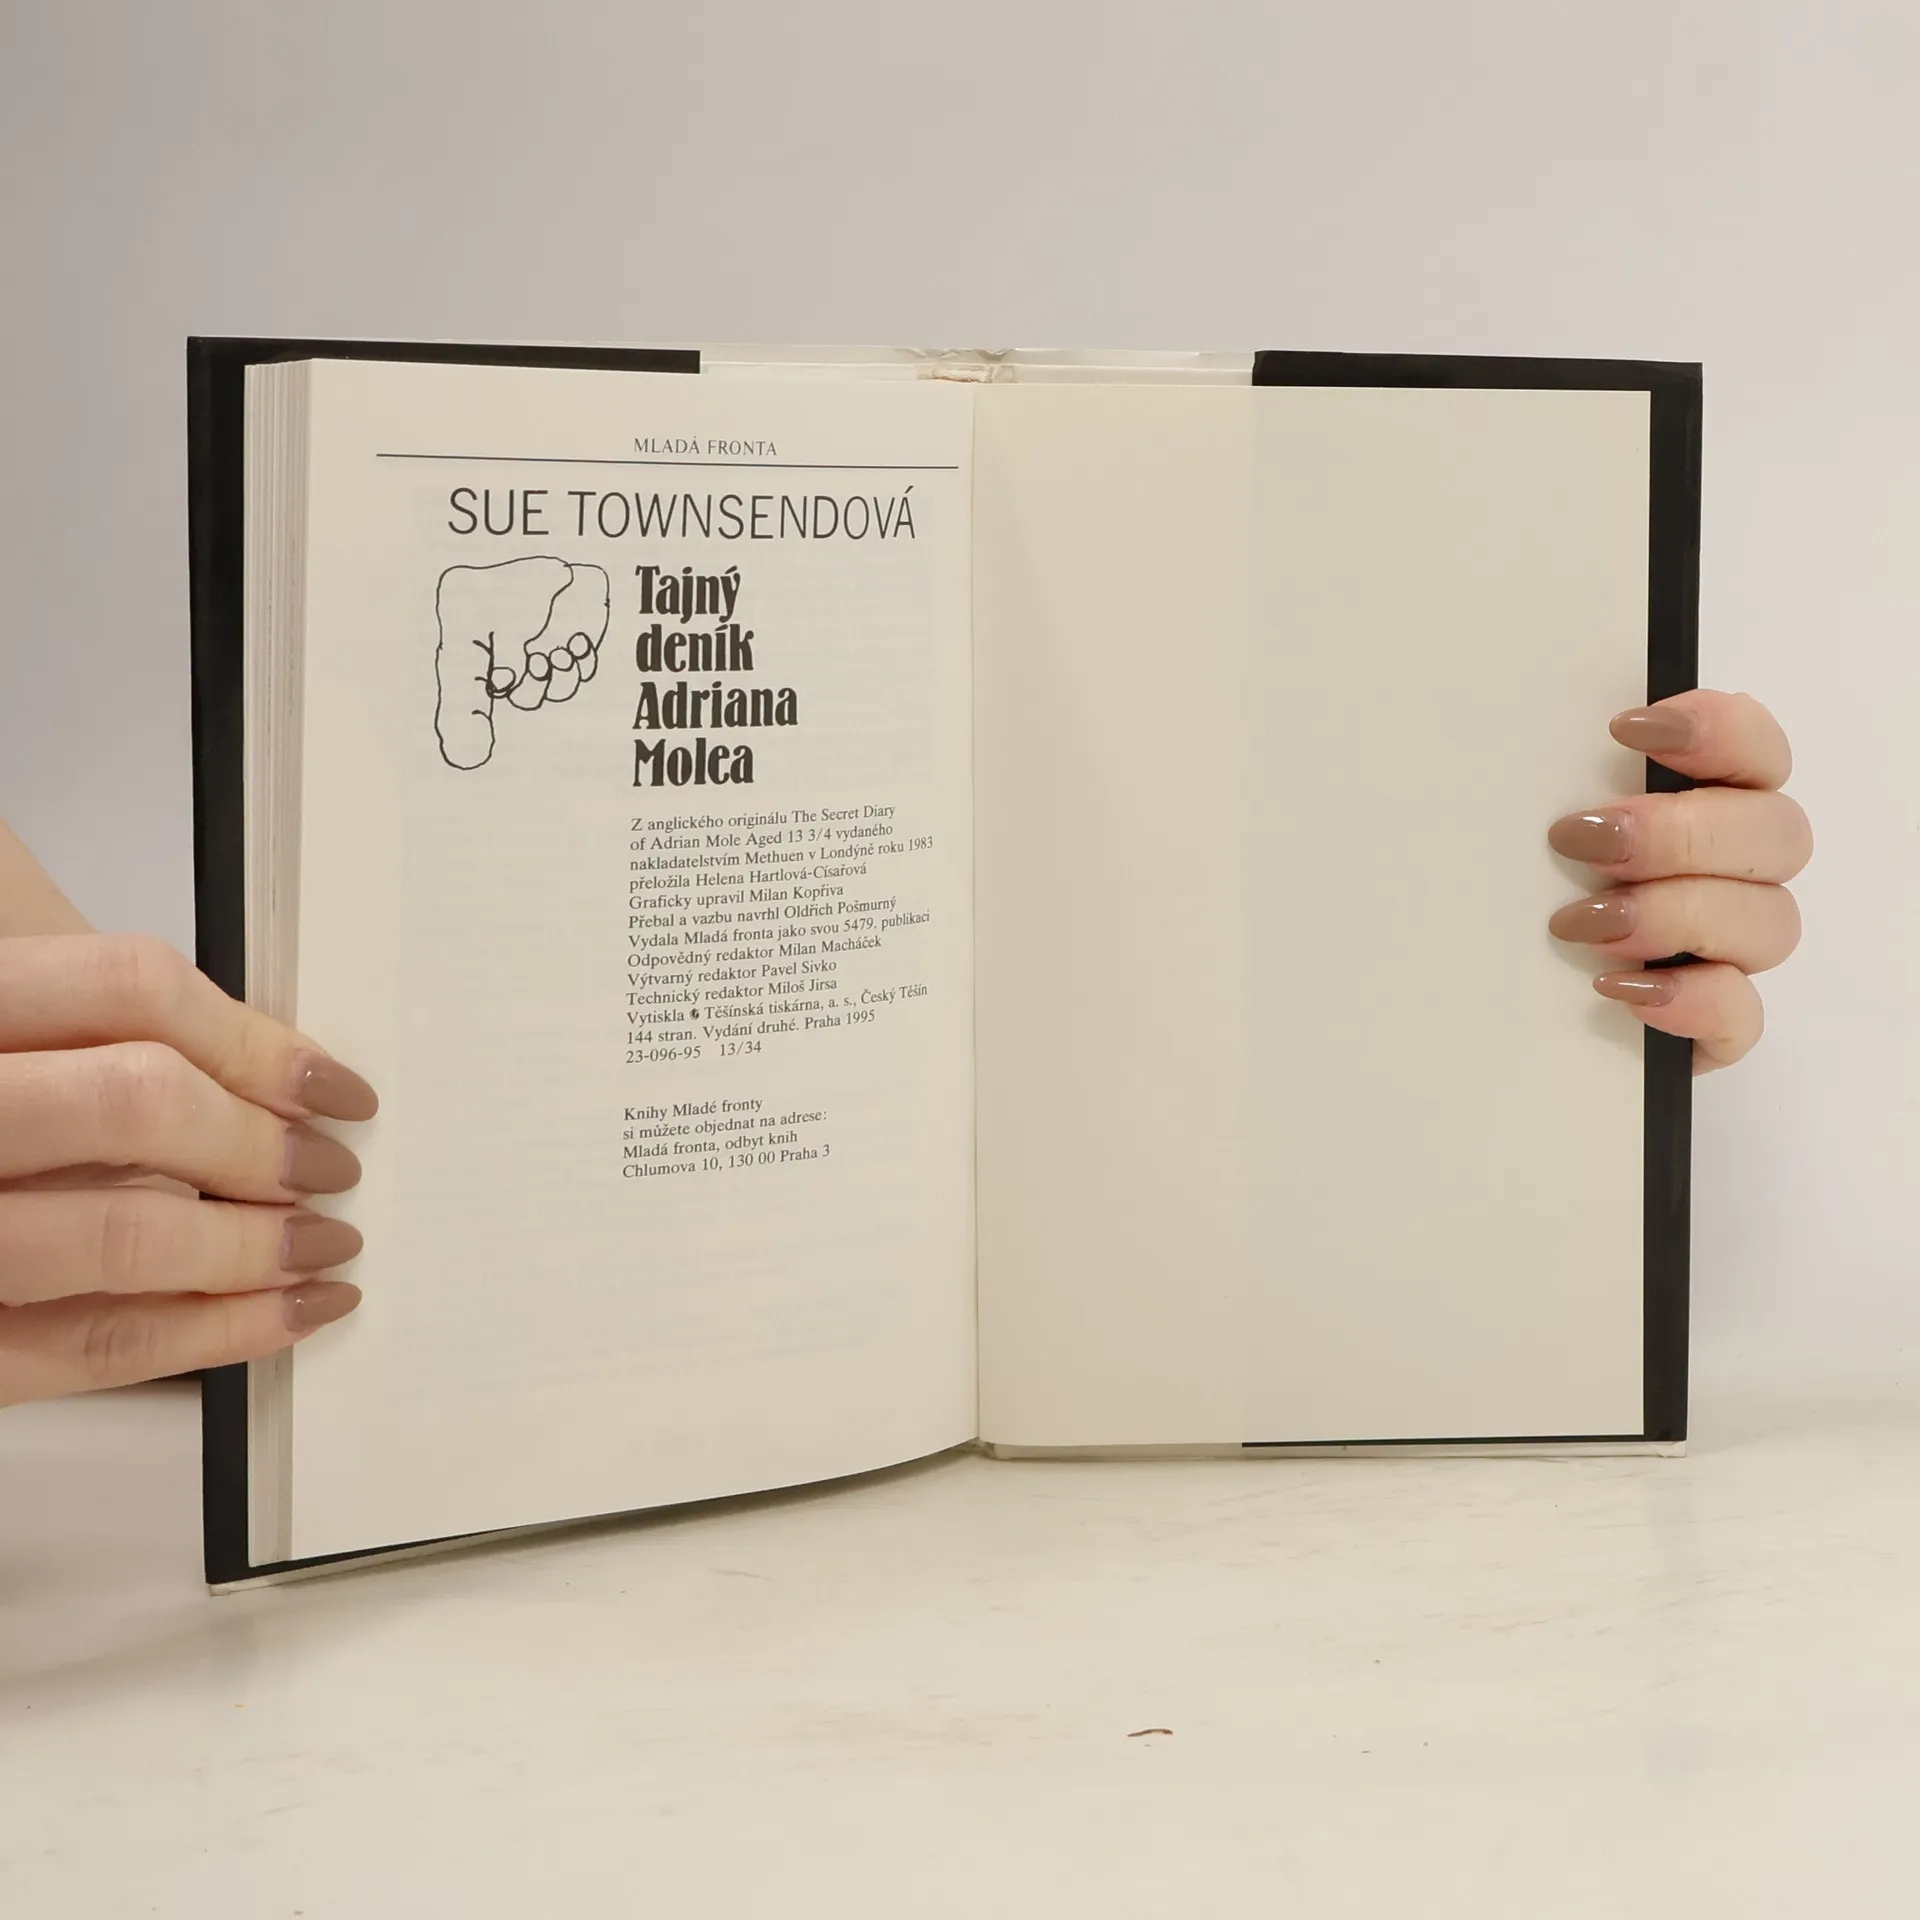 MLADÁ FRONTA
SUE TOWNSENDOVÁ
Tajný
deník
Adriana
Molea
Z anglického originálu The Secret Diary
of Adrian Mole Aged 13 3/4 vydaného
nakladatelstvím Methuen v Londýně roku 1983
přeložila Helena Hartlová-Císařová
Graficky upravil Milan Kopřiva
Přebal a vazbu navrhl Oldřich Pošmurný
Vydala Mladá fronta jako svou 5479. publikaci
Odpovědný redaktor Milan Macháček
Výtvarný redaktor Pavel Sivko
Technický redaktor Miloš Jirsa
Vytiskla Těšínská tiskárna, a. s., Český Těšín
144 stran. Vydání druhé. Praha 1995
23-096-95 13/34
Knihy Mladé fronty
si můžete objednat na adrese:
Mladá fronta, odbyt knih
Chlumova 10, 130 00 Praha 3